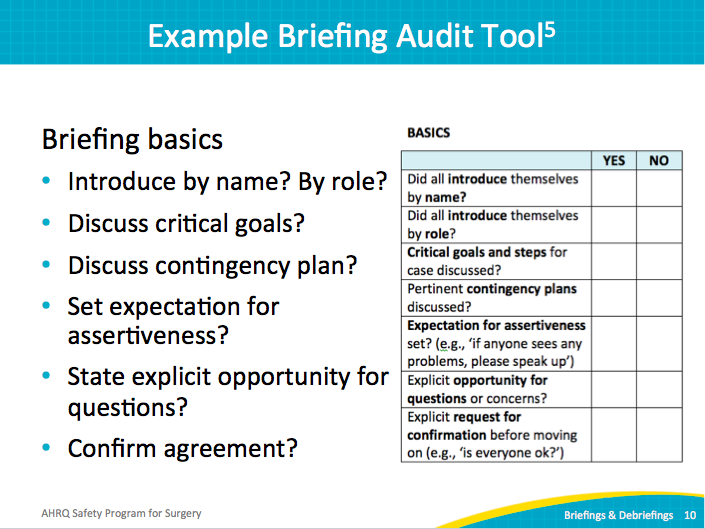 Example Briefing Audit Tool5
Briefing basics
• Introduce by name? By role?
• Discuss critical goals?
• Discuss contingency plan?
• Set expectation for
assertiveness?
• State explicit opportunity for
questions?
• Confirm agreement?
BASICS
YES NO
Did all introduce themselves
by name?
Did all introduce themselves
by role?
Critical goals and steps for
case discussed?
Pertinent contingency plans
discussed?
Expectation for assertiveness
set? (e.g., ‘if anyone sees any
problems, please speak up’)
Explicit opportunity for
questions or concerns?
Explicit request for
confirmation before moving
on (e.g., ‘is everyone ok?’)
AHRQ Safety Program for Surgery
Briefings & Debriefings 10